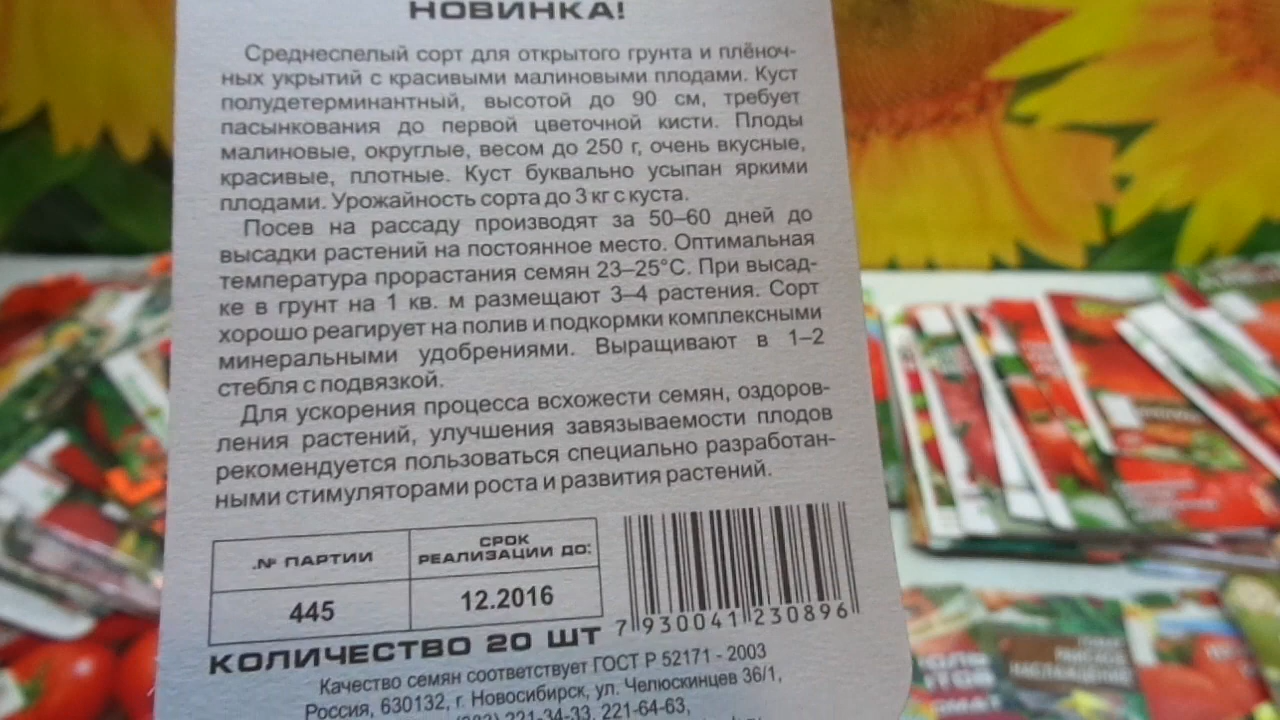 НОВИНКА!
Среднеспелый сорт для открытого грунта и плёноч-
ных укрытий с красивыми малиновыми плодами. Куст
полудетерминантный, высотой до 90 см, требует
пасынкования до первой цветочной кисти. Плоды
малиновые, округлые, весом до 250 г, очень вкусные,
красивые, плотные. Куст буквально усыпан яркими
плодами. Урожайность сорта до 3 кг с куста.
Посев на рассаду производят за 50–60 дней до
высадки растений на постоянное место. Оптимальная
температура прорастания семян 23–25°С. При высад-
ке в грунт на 1 кв. м размещают 3–4 растения. Сорт
хорошо реагирует на полив и подкормки комплексными
минеральными удобрениями. Выращивают в 1–2
стебля с подвязкой.
Для ускорения процесса всхожести семян, оздоров-
ления растений, улучшения завязываемости плодов
рекомендуется пользоваться специально разработан-
ными стимуляторами роста и развития растений.
№ ПАРТИИ
СРОК
РЕАЛИЗАЦИИ ДО:
445
12.2016
7 930041 230896
КОЛИЧЕСТВО 20 ШТ
Качество семян соответствует ГОСТ Р 52171 - 2003
Россия, 630132, г. Новосибирск, ул. Челюскинцев 36/1,
221-34-33, 221-64-63,